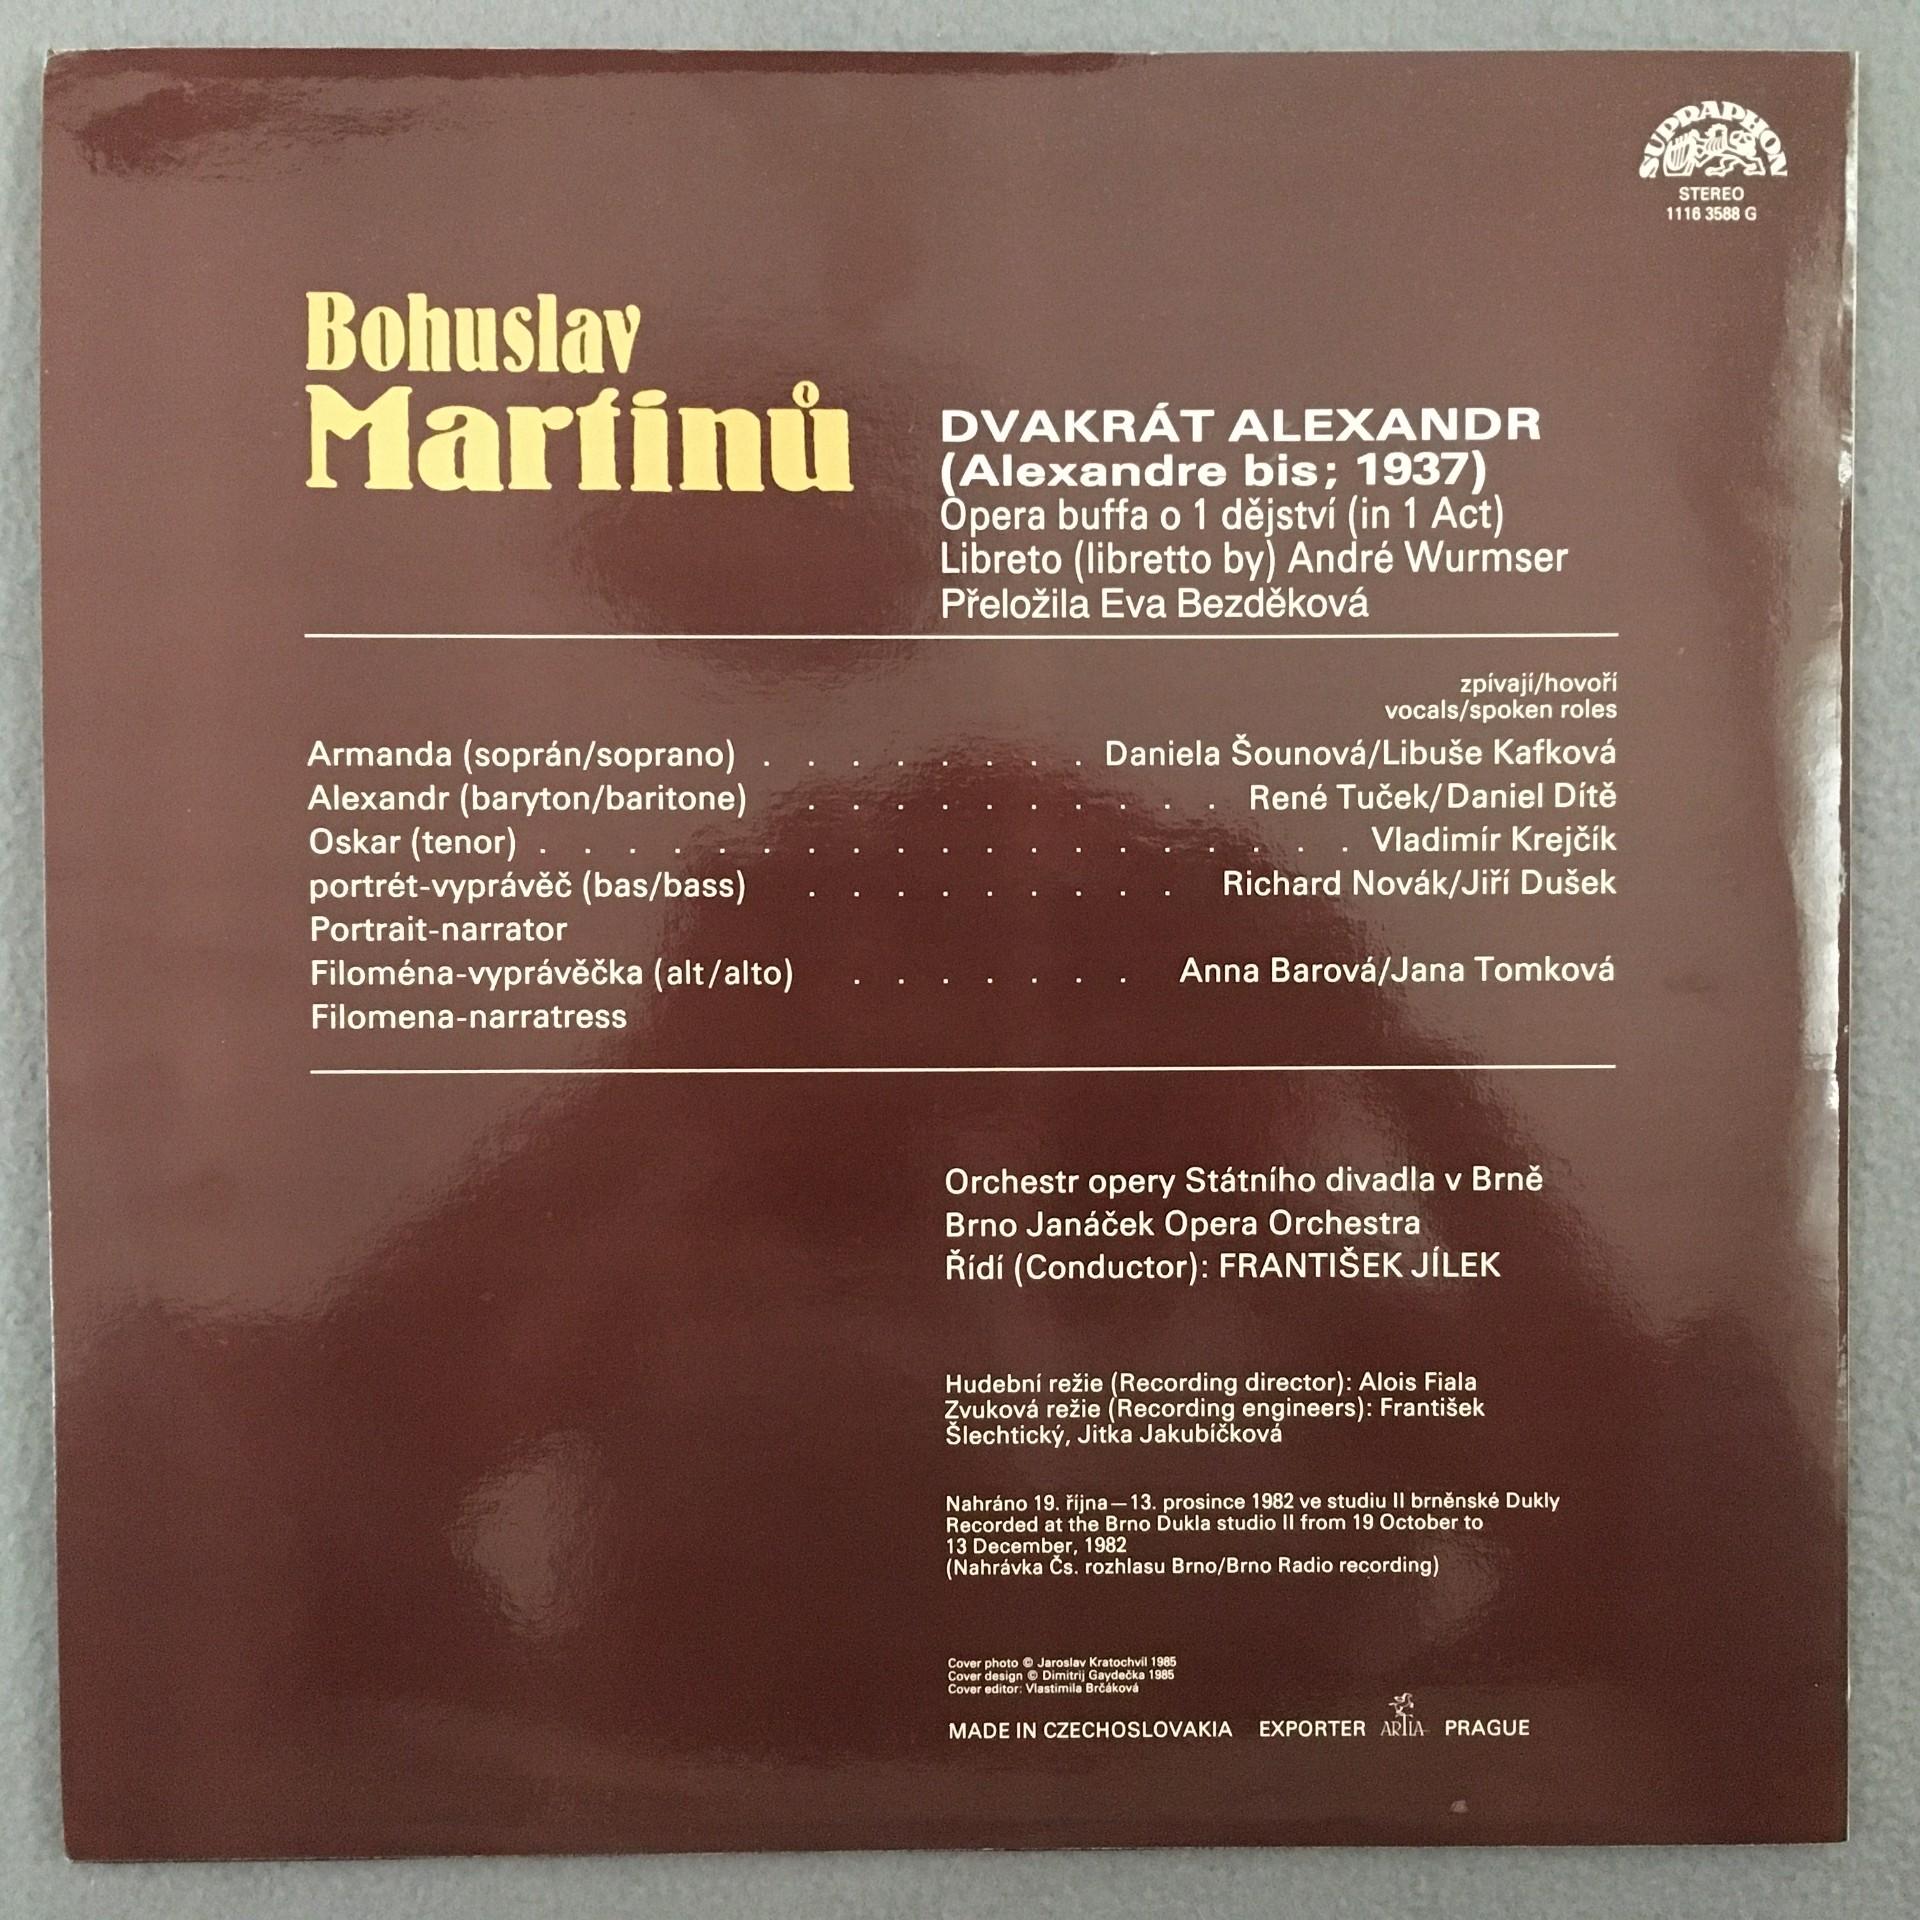 SUPRAPHON
STEREO
1116 3588 G
Bohuslav
Martinů
DVAKRÁT ALEXANDR
(Alexandre bis; 1937)
Opera buffa o 1 dějství (in 1 Act)
Libreto (libretto by) André Wurmser
Přeložila Eva Bezděková
zpívají/hovoří
vocals/spoken roles
Armanda (soprán/soprano) . . . . . . . . Daniela Šounová/Libuše Kafková
Alexandr (baryton/baritone) . . . . . . . . . . René Tuček/Daniel Dítě
Oskar (tenor) . . . . . . . . . . . . . . . . . . . Vladimír Krejčík
portrét-vyprávěč (bas/bass) . . . . . . . . . Richard Novák/Jiří Dušek
Portrait-narrator
Filoména-vyprávěčka (alt/alto) . . . . . . . Anna Barová/Jana Tomková
Filomena-narratress
Orchestr opery Státního divadla v Brně
Brno Janáček Opera Orchestra
Řídí (Conductor): FRANTIŠEK JÍLEK
Hudební režie (Recording director): Alois Fiala
Zvuková režie (Recording engineers): František
Šlechtický, Jitka Jakubíčková
Nahráno 19. října—13. prosince 1982 ve studiu II brněnské Dukly
Recorded at the Brno Dukla studio II from 19 October to
13 December, 1982
(Nahrávka Čs. rozhlasu Brno/Brno Radio recording)
Cover photo © Jaroslav Kratochvíl 1985
Cover design © Dimitrij Gaydečka 1985
Cover editor: Vlastimila Brčáková
MADE IN CZECHOSLOVAKIA EXPORTER ARTIA PRAGUE